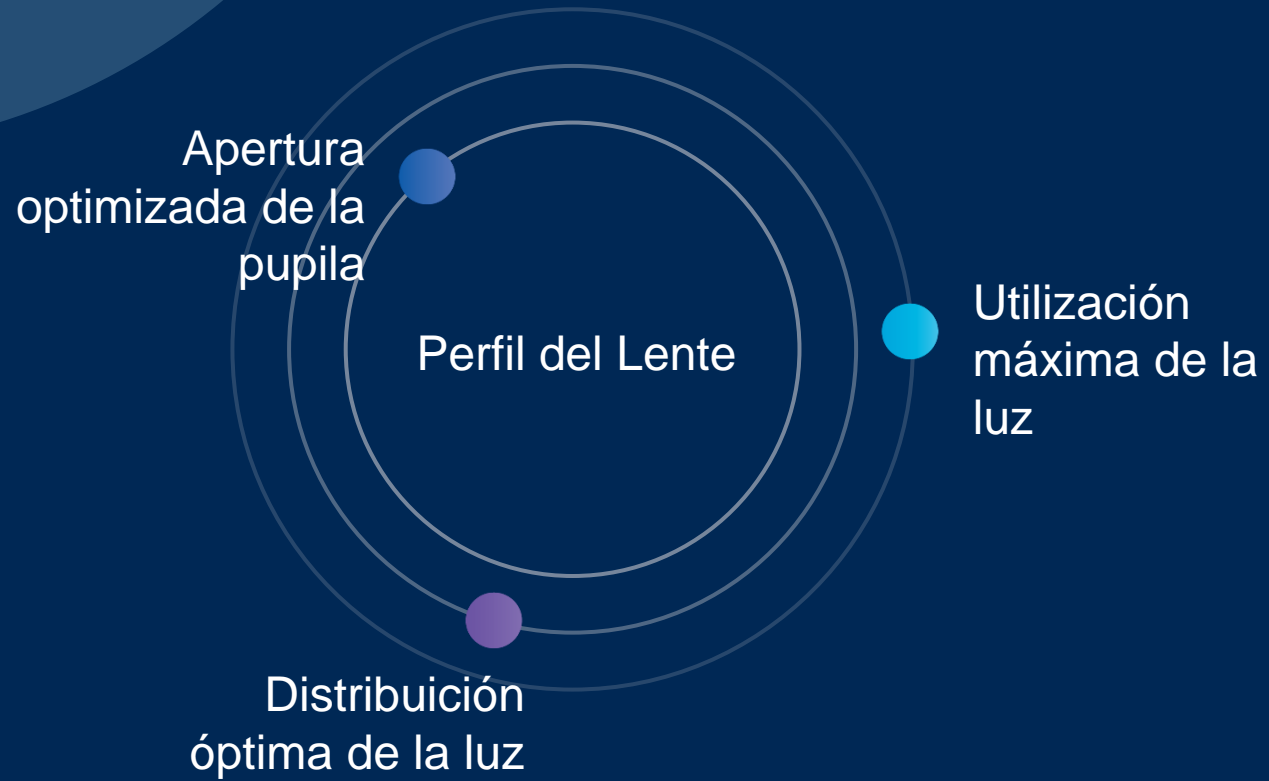 Apertura
optimizada de la
pupila
Perfil del Lente
Utilización
máxima de la
luz
Distribuición
óptima de la luz